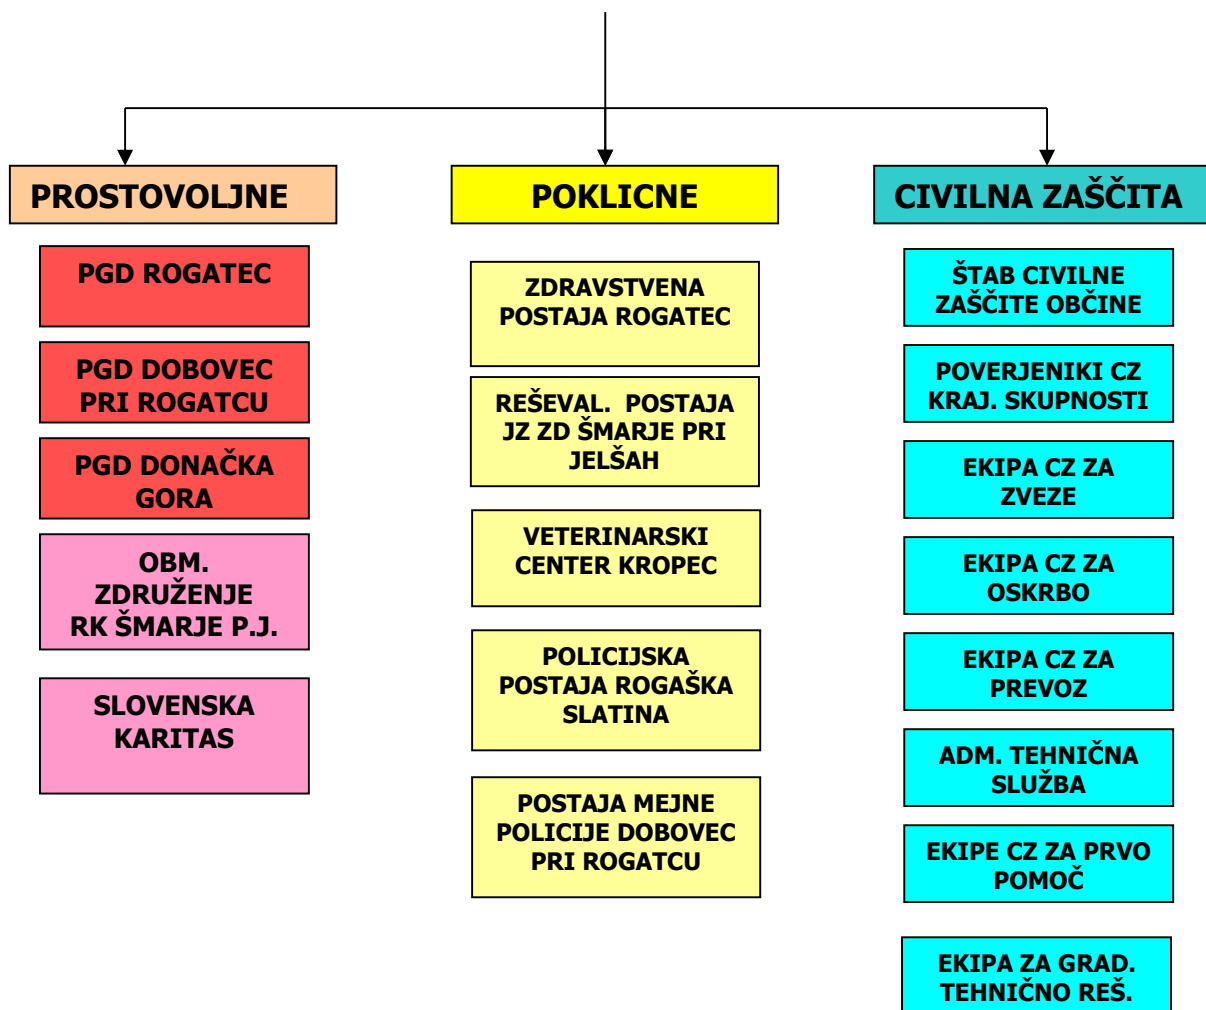 PROSTOVOLJNE
PGD ROGATEC
PGD DOBOVEC
PRI ROGATCU
PGD DONAČKA
GORA
OBM.
ZDRUŽENJE
RK ŠMARJE P.J.
SLOVENSKA
KARITAS
POKLICNE
ZDRAVSTVENA
POSTAJA ROGATEC
REŠEVAL. POSTAJA
JZ ZD ŠMARJE PRI
JELŠAH
VETERINARSKI
CENTER KROPEC
POLICIJSKA
POSTAJA ROGAŠKA
SLATINA
POSTAJA MEJNE
POLICIJE DOBOVEC
PRI ROGATCU
CIVILNA ZAŠČITA
ŠTAB CIVILNE
ZAŠČITE OBČINE
POVERJENIKI CZ
KRAJ. SKUPNOSTI
EKIPA CZ ZA
ZVEZE
EKIPA CZ ZA
OSKRBO
EKIPA CZ ZA
PREVOZ
ADM. TEHNIČNA
SLUŽBA
EKIPE CZ ZA PRVO
POMOČ
EKIPA ZA GRAD.
TEHNIČNO REŠ.